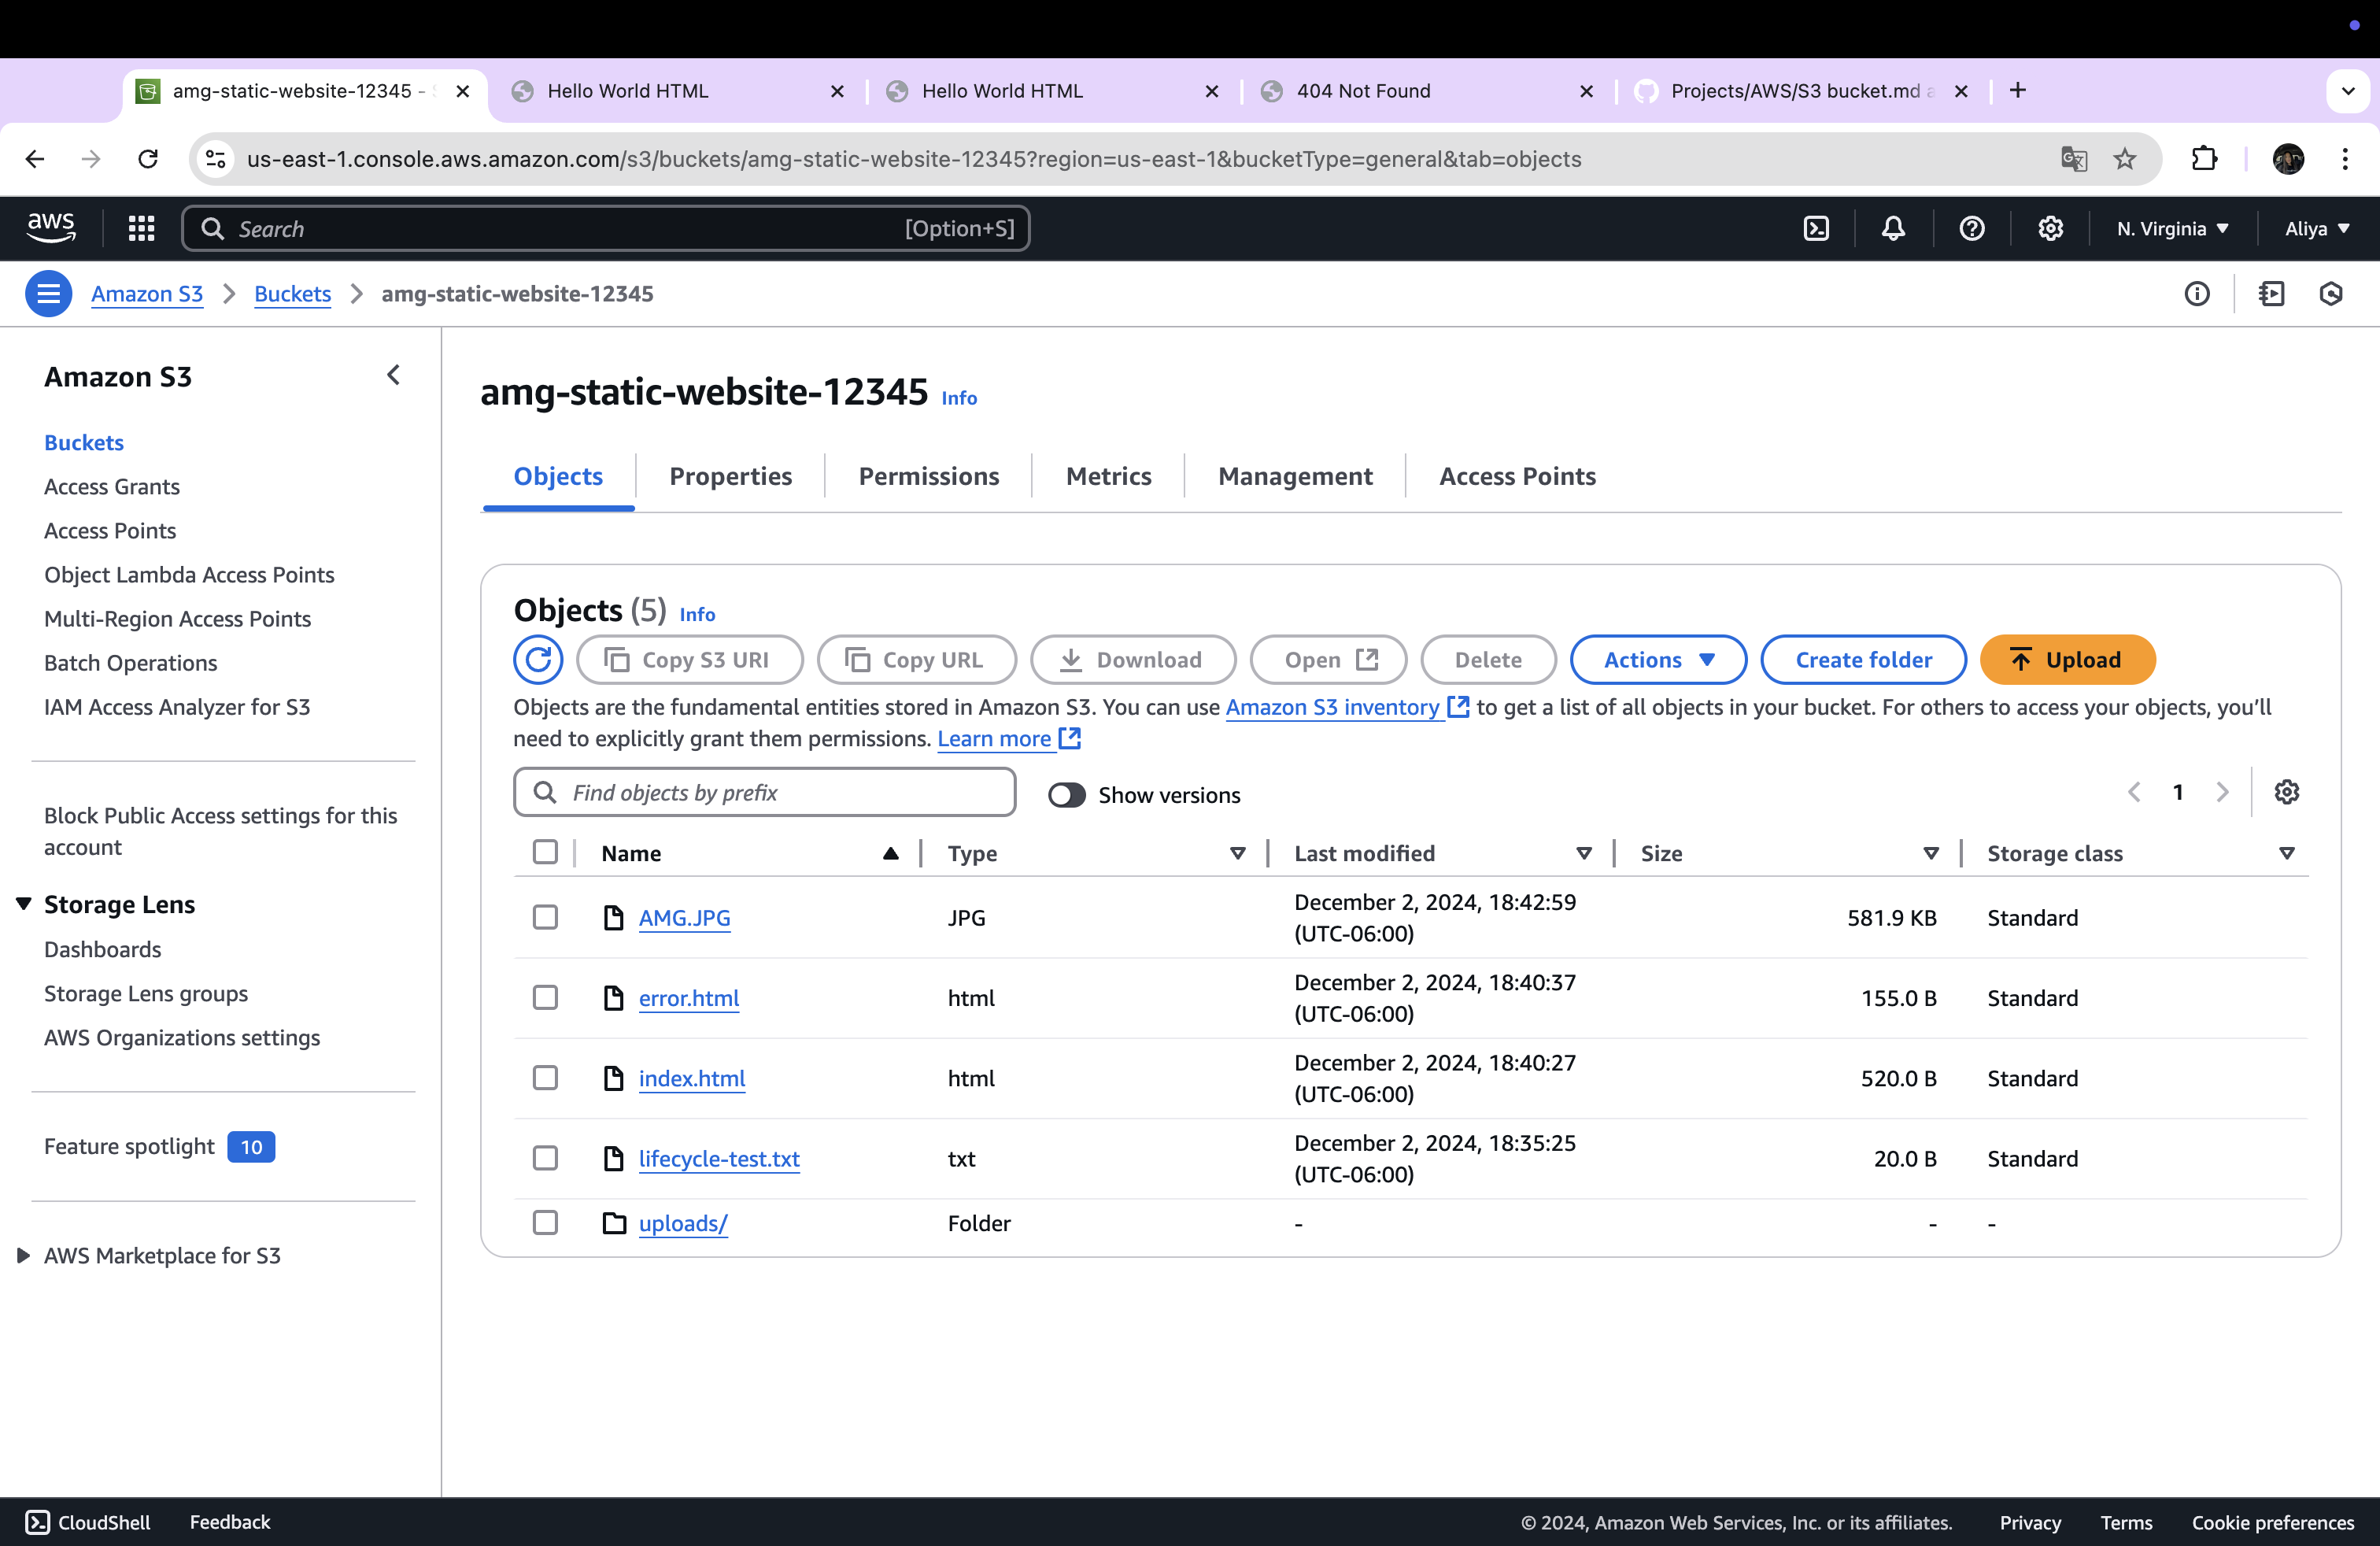 amg-static-website-12345 -
Hello World HTML
Hello World HTML
404 Not Found
Projects/AWS/S3 bucket.md
us-east-1.console.aws.amazon.com/s3/buckets/amg-static-website-12345?region=us-east-1&bucketType=general&tab=objects
aws
Search
[Option+S]
N. Virginia
Aliya
Amazon S3
Buckets
amg-static-website-12345
Amazon S3
Buckets
Access Grants
Access Points
Object Lambda Access Points
Multi-Region Access Points
Batch Operations
IAM Access Analyzer for S3
Block Public Access settings for this
account
Storage Lens
Dashboards
Storage Lens groups
AWS Organizations settings
Feature spotlight 10
AWS Marketplace for S3
amg-static-website-12345 Info
Objects
Properties
Permissions
Metrics
Management
Access Points
Objects (5) Info
Copy S3 URI
Copy URL
Download
Open
Delete
Actions
Create folder
Upload
Objects are the fundamental entities stored in Amazon S3. You can use Amazon S3 inventory to get a list of all objects in your bucket. For others to access your objects, you'll
need to explicitly grant them permissions. Learn more
Find objects by prefix
Show versions
1
Name Type Last modified Size Storage class
AMG.JPG JPG December 2, 2024, 18:42:59 (UTC-06:00) 581.9 KB Standard
error.html html December 2, 2024, 18:40:37 (UTC-06:00) 155.0 B Standard
index.html html December 2, 2024, 18:40:27 (UTC-06:00) 520.0 B Standard
lifecycle-test.txt txt December 2, 2024, 18:35:25 (UTC-06:00) 20.0 B Standard
uploads/ Folder - - -
CloudShell
Feedback
© 2024, Amazon Web Services, Inc. or its affiliates.
Privacy
Terms
Cookie preferences